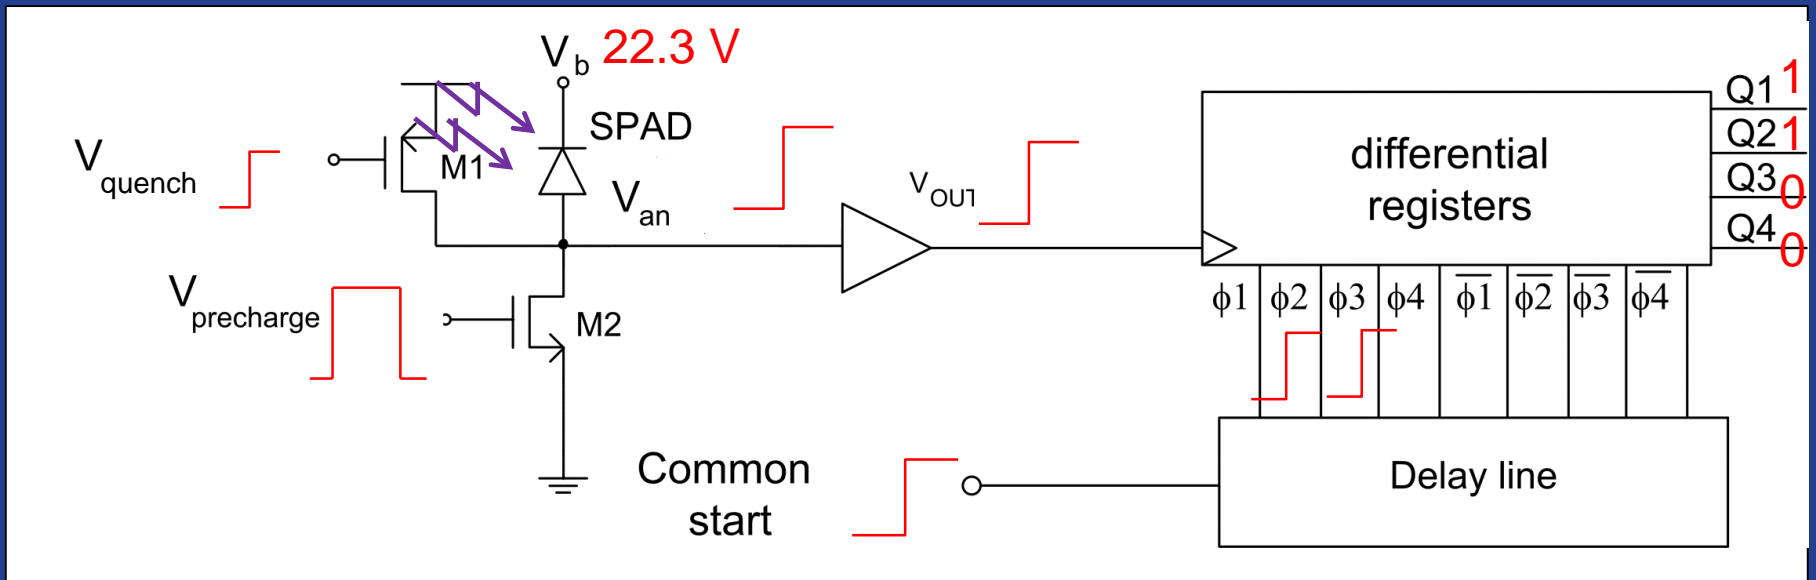 Vb 22.3 V
SPAD
Vquench
M1
Van
VOUT
differential
registers
Q1 1
Q2 1
Q3 0
Q4 0
Vprecharge
M2
ϕ1 ϕ2 ϕ3 ϕ4 ϕ1̅ ϕ2̅ ϕ3̅ ϕ4̅
Common
start
Delay line